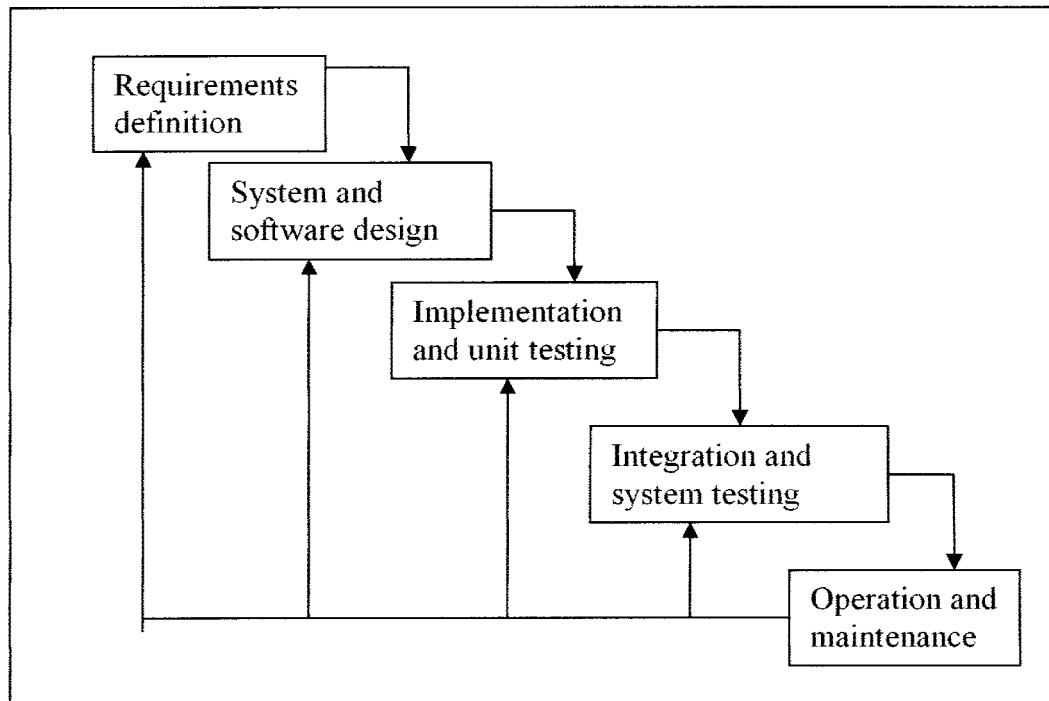 Requirements
definition
System and
software design
Implementation
and unit testing
Integration and
system testing
Operation and
maintenance